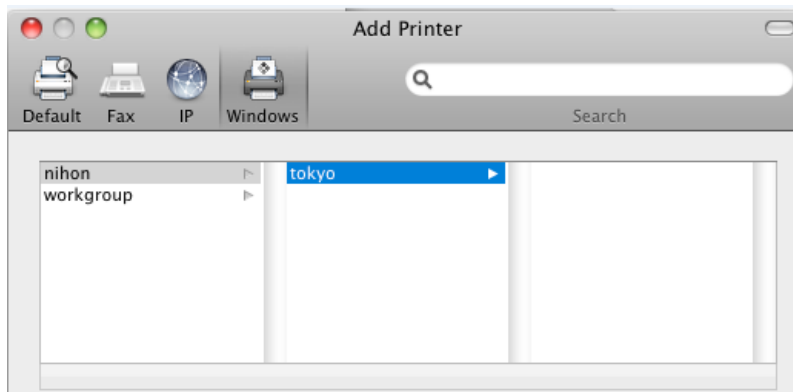 Add Printer
Default Fax IP Windows Search
nihon tokyo
workgroup